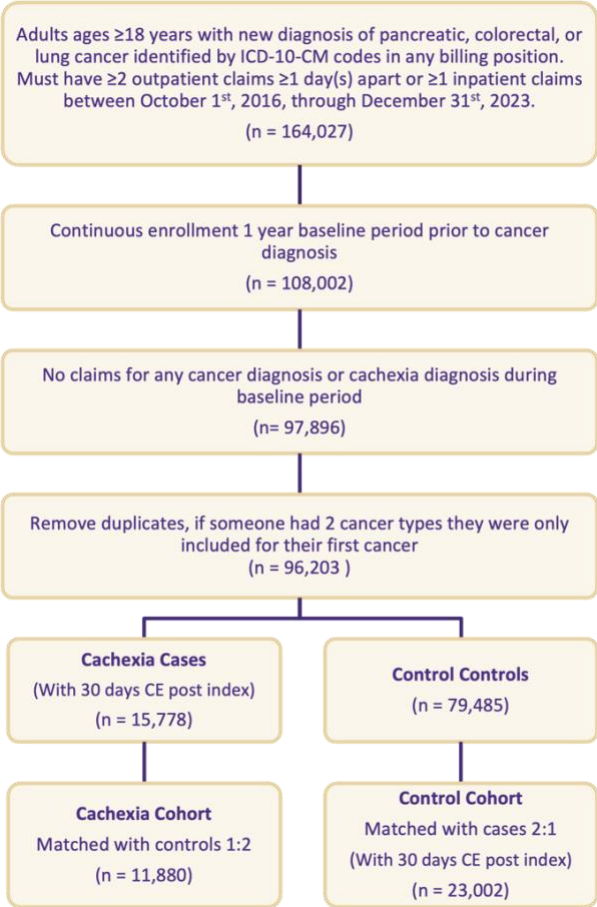 Adults ages ≥18 years with new diagnosis of pancreatic, colorectal, or
lung cancer identified by ICD-10-CM codes in any billing position.
Must have ≥2 outpatient claims ≥1 day(s) apart or ≥1 inpatient claims
between October 1st, 2016, through December 31st, 2023.
(n = 164,027)
Continuous enrollment 1 year baseline period prior to cancer
diagnosis
(n = 108,002)
No claims for any cancer diagnosis or cachexia diagnosis during
baseline period
(n= 97,896)
Remove duplicates, if someone had 2 cancer types they were only
included for their first cancer
(n = 96,203 )
Cachexia Cases
(With 30 days CE post index)
(n = 15,778)
Control Controls
(n = 79,485)
Cachexia Cohort
Matched with controls 1:2
(n = 11,880)
Control Cohort
Matched with cases 2:1
(With 30 days CE post index)
(n = 23,002)